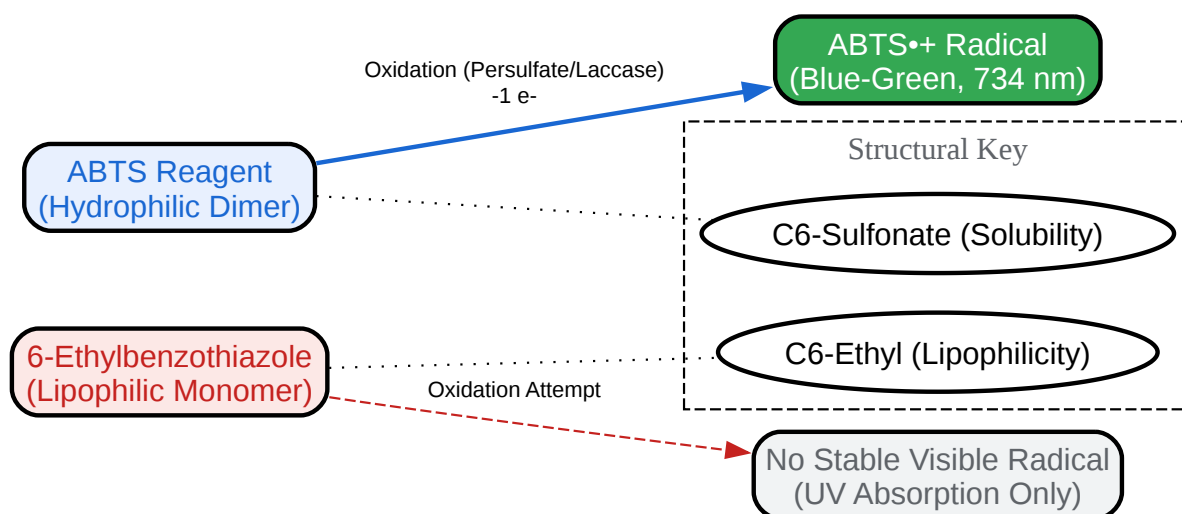 ABTS•+ Radical
(Blue-Green, 734 nm)
Oxidation (Persulfate/Laccase)
-1 e-
Structural Key
ABTS Reagent
(Hydrophilic Dimer)
C6-Sulfonate (Solubility)
6-Ethylbenzothiazole
(Lipophilic Monomer)
C6-Ethyl (Lipophilicity)
Oxidation Attempt
No Stable Visible Radical
(UV Absorption Only)